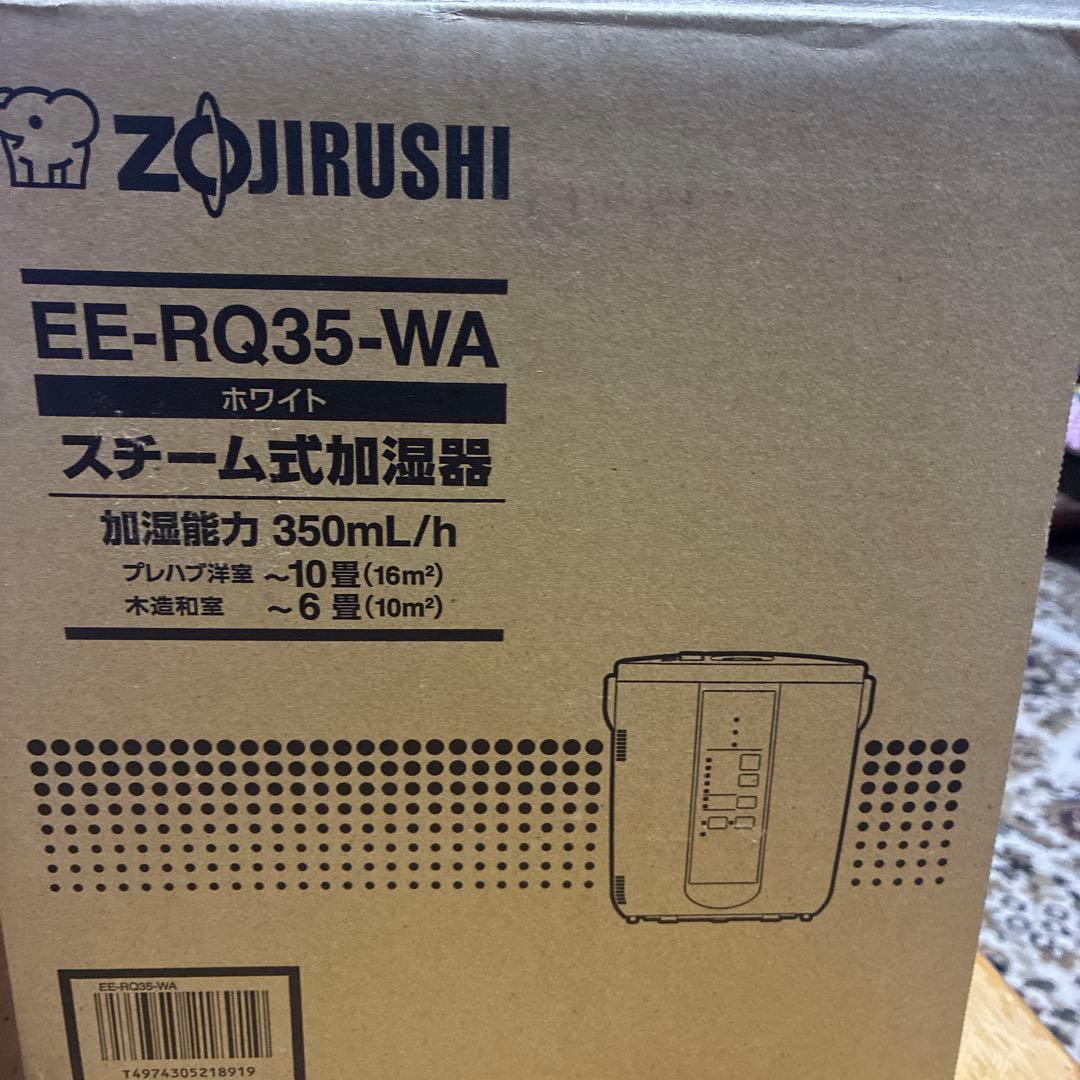 ZOJIRUSHI
EE-RQ35-WA
ホワイト
スチーム式加湿器
加湿能力 350mL/h
プレハブ洋室 ～10畳(16m²)
木造和室 ～6畳(10m²)
EE-RQ35-WA
T4974305218919